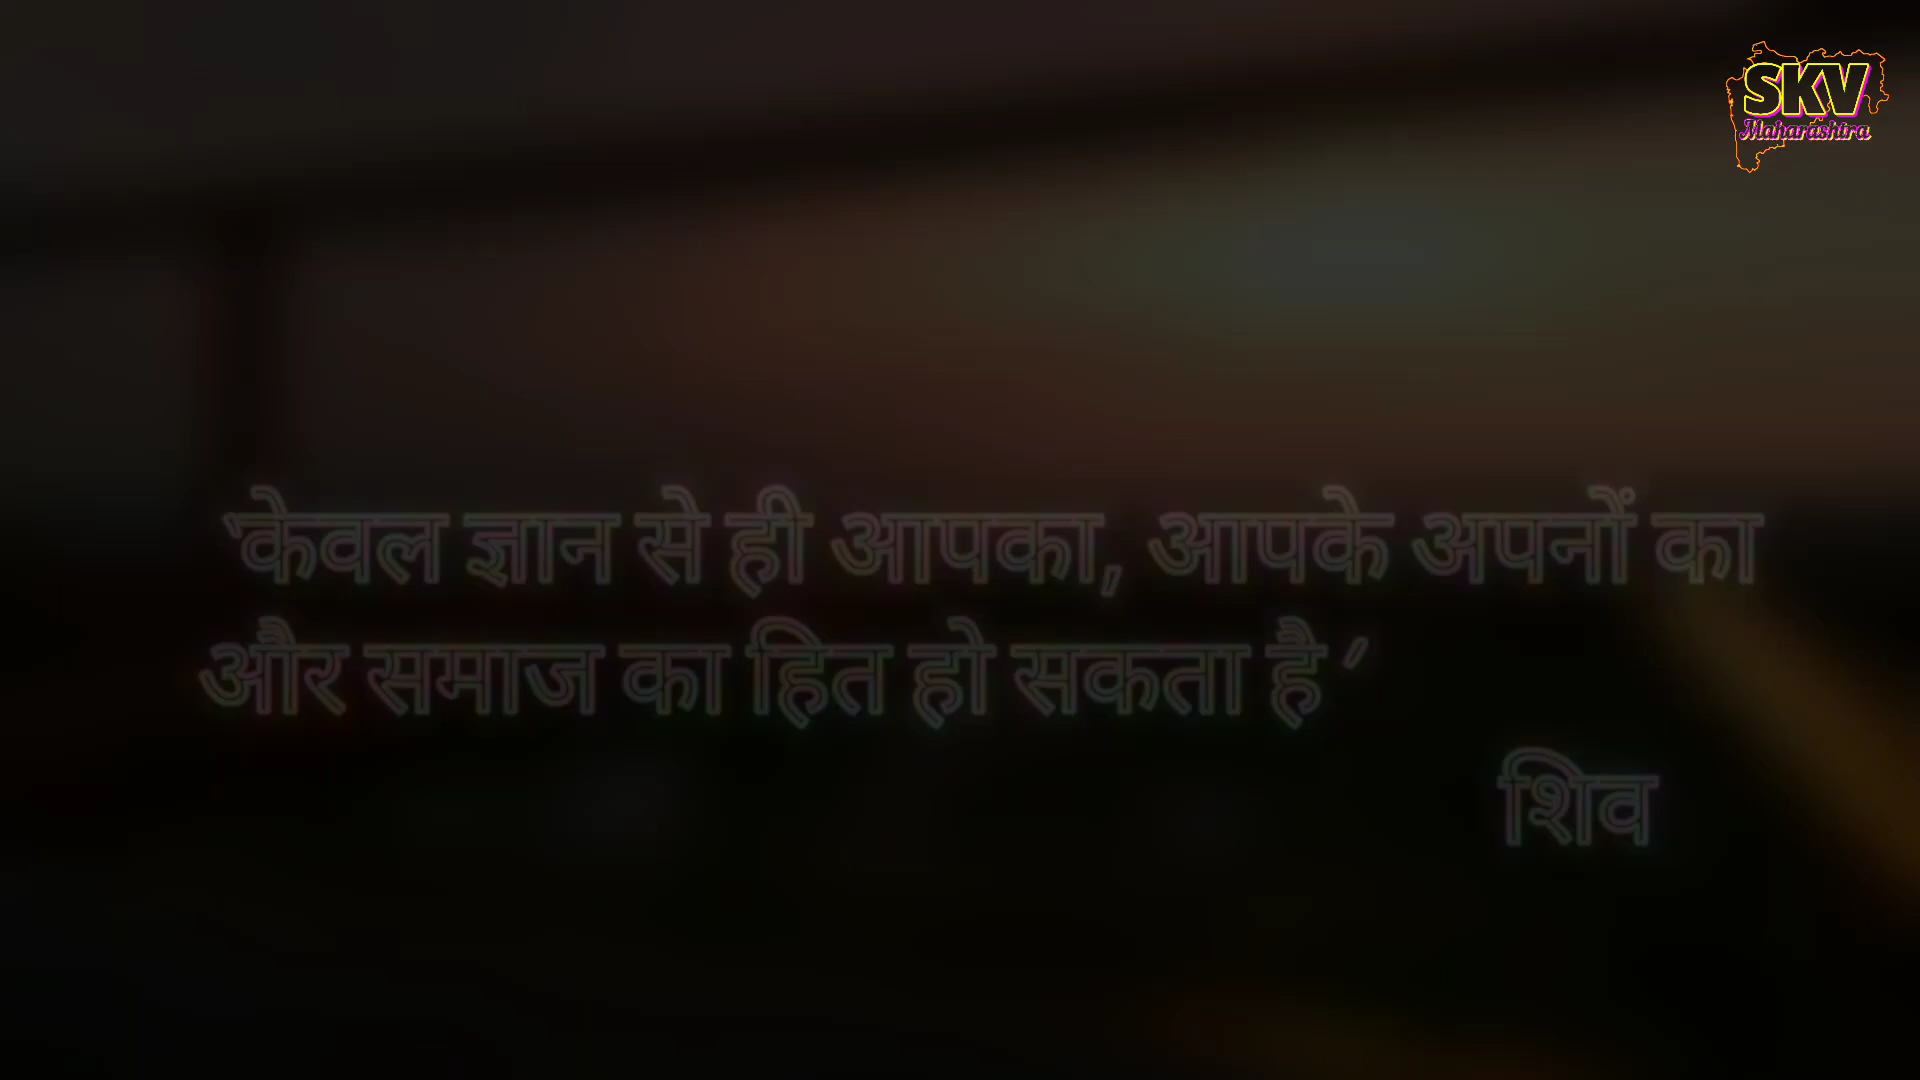 SKV
Maharashtra
‘केवल ज्ञान से ही आपका, आपके अपनों का
और समाज का हित हो सकता है ’
शिव